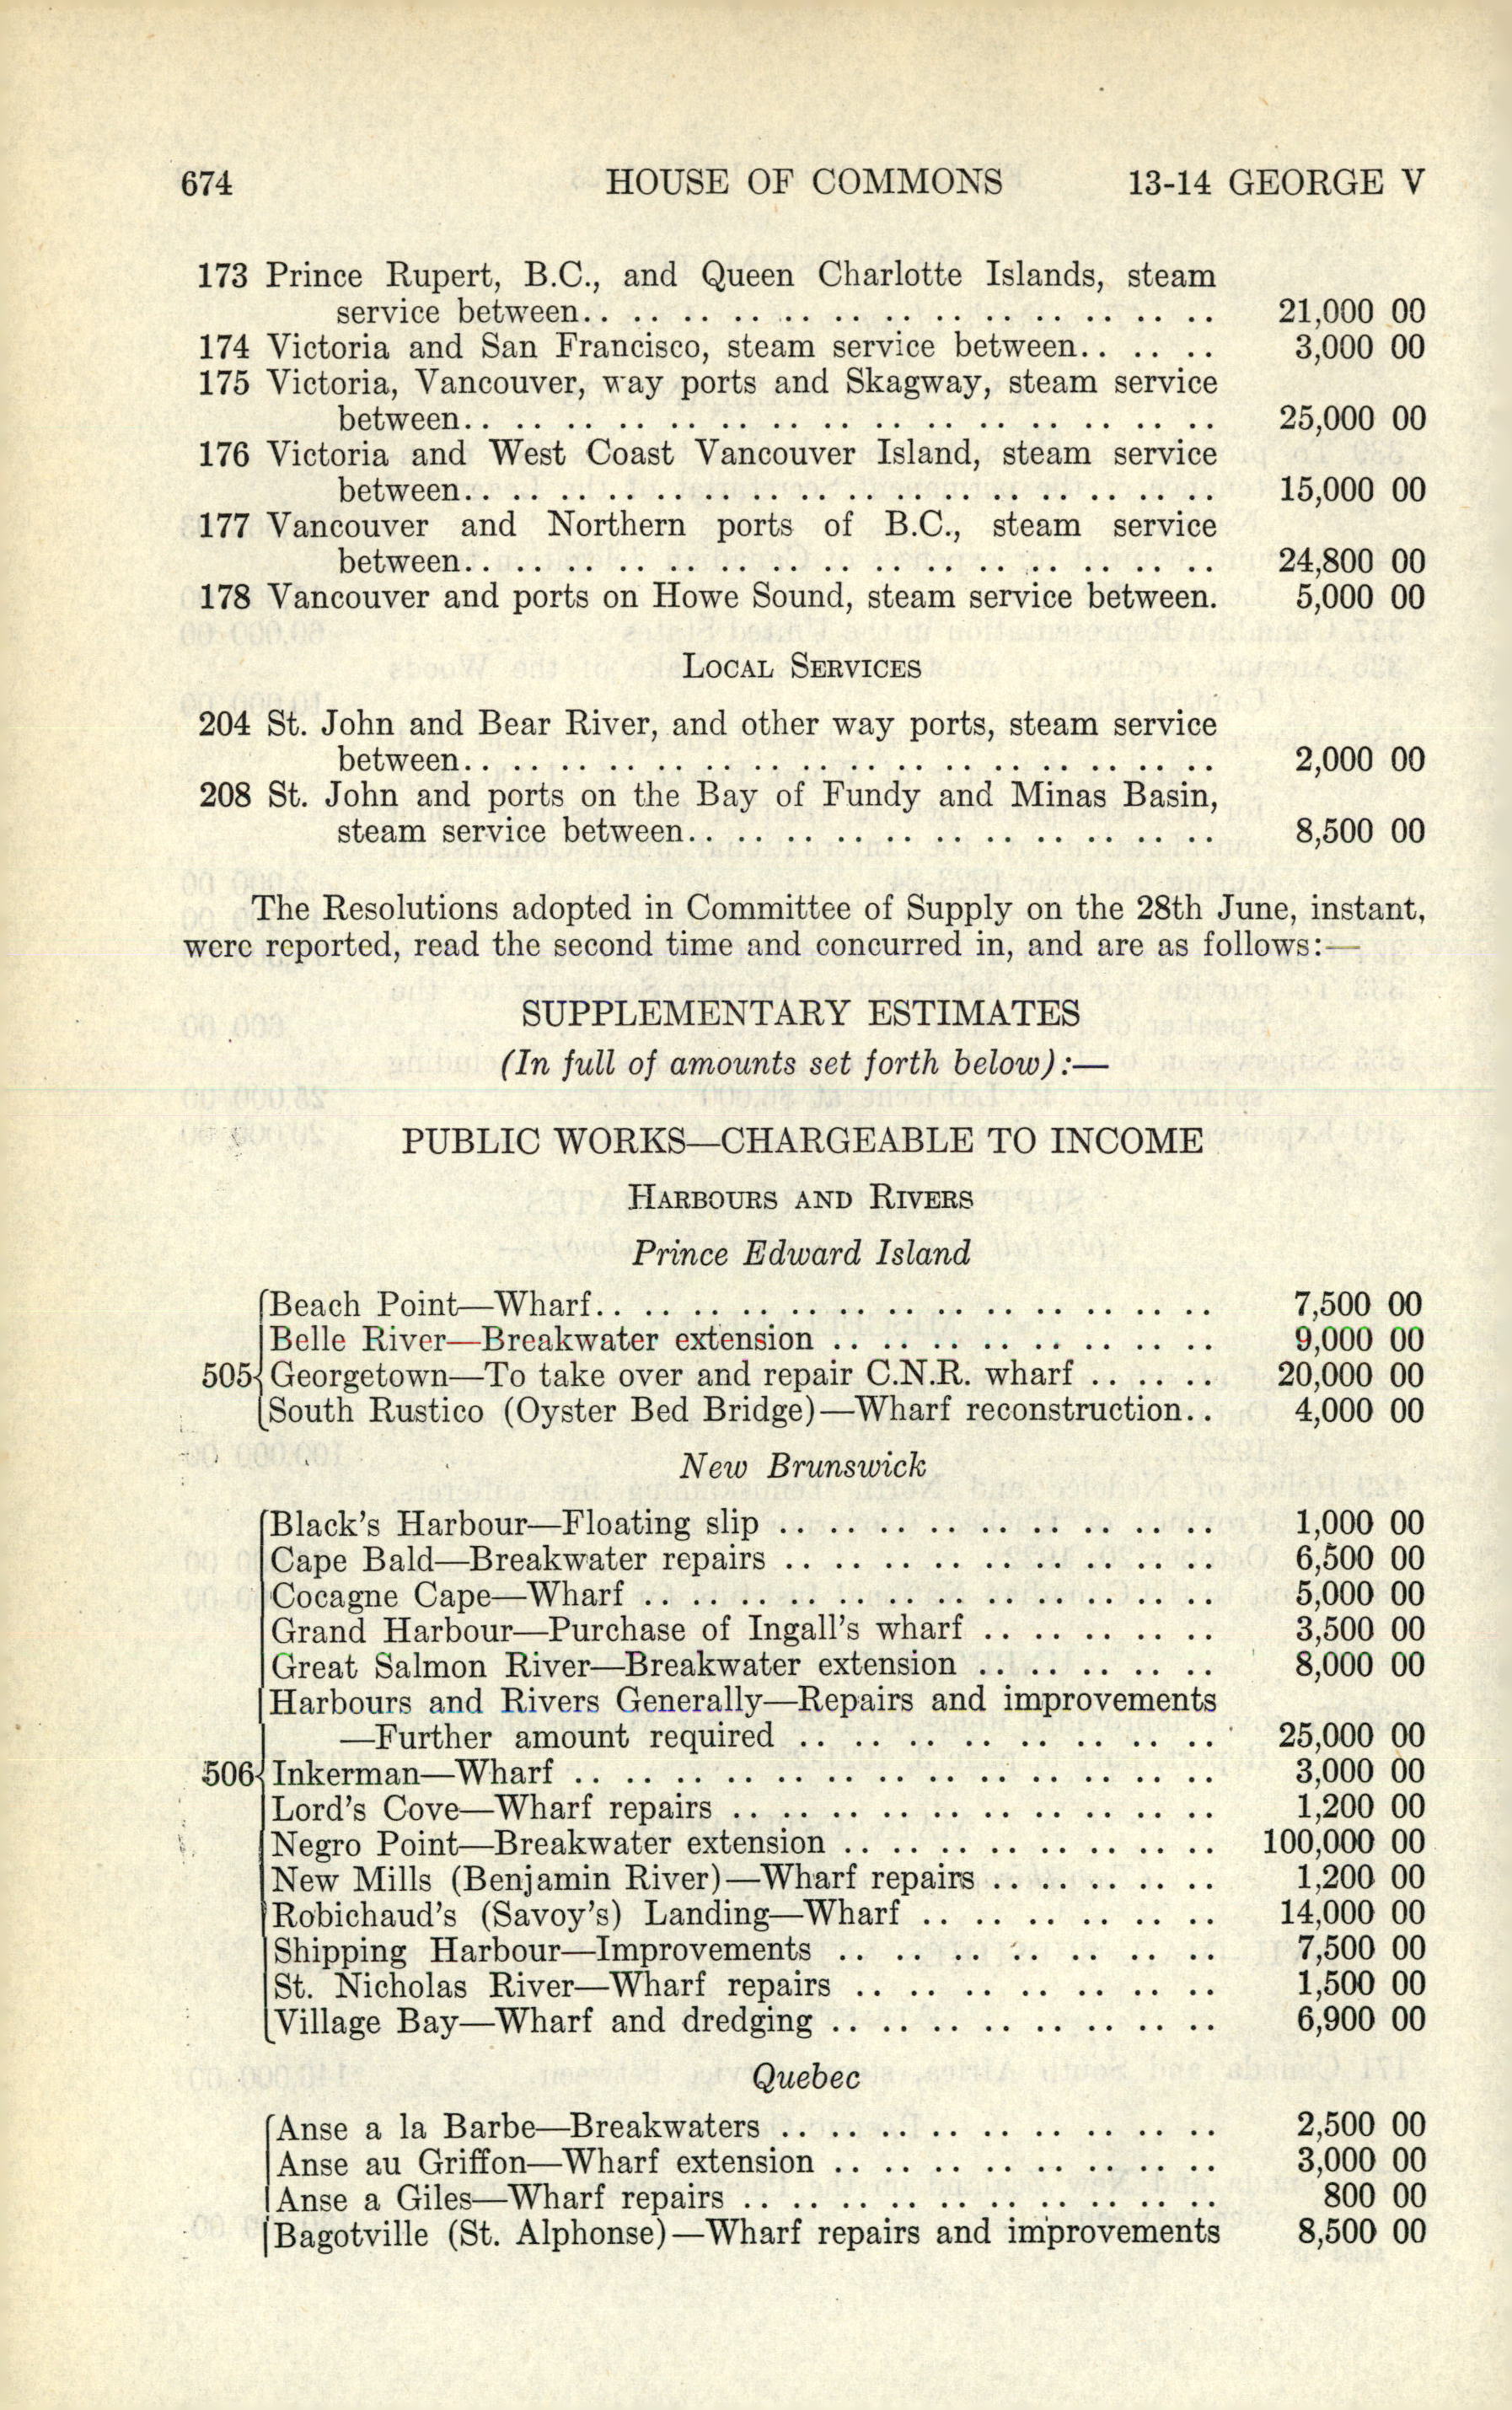 674 HOUSE OF COMMONS 13-14 GEORGE V
173 Prince Rupert, B.C., and Queen Charlotte Islands, steam
service between.. .. .. .. .. .. .. .. .. .. .. .. .. 21,000 00
174 Victoria and San Francisco, steam service between.. .. .. 3,000 00
175 Victoria, Vancouver, way ports and Skagway, steam service
between.. .. .. .. .. .. .. .. .. .. .. .. .. .. .. 25,000 00
176 Victoria and West Coast Vancouver Island, steam service
between.. .. .. .. .. .. .. .. .. .. .. .. .. .. .. 15,000 00
177 Vancouver and Northern ports of B.C., steam service
between.. .. .. .. .. .. .. .. .. .. .. .. .. .. .. 24,800 00
178 Vancouver and ports on Howe Sound, steam service between. 5,000 00
LOCAL SERVICES
204 St. John and Bear River, and other way ports, steam service
between.. .. .. .. .. .. .. .. .. .. .. .. .. .. .. 2,000 00
208 St. John and ports on the Bay of Fundy and Minas Basin,
steam service between.. .. .. .. .. .. .. .. .. .. .. 8,500 00
The Resolutions adopted in Committee of Supply on the 28th June, instant,
were reported, read the second time and concurred in, and are as follows:—
SUPPLEMENTARY ESTIMATES
(In full of amounts set forth below):—
PUBLIC WORKS—CHARGEABLE TO INCOME
HARBOURS AND RIVERS
Prince Edward Island
Beach Point—Wharf.. .. .. .. .. .. .. .. .. .. .. .. .. 7,500 00
Belle River—Breakwater extension .. .. .. .. .. .. .. .. 9,000 00
505 Georgetown—To take over and repair C.N.R. wharf .. .. .. 20,000 00
South Rustico (Oyster Bed Bridge)—Wharf reconstruction.. 4,000 00
New Brunswick
Black's Harbour—Floating slip .. .. .. .. .. .. .. .. .. 1,000 00
Cape Bald—Breakwater repairs .. .. .. .. .. .. .. .. .. 6,500 00
Cocagne Cape—Wharf .. .. .. .. .. .. .. .. .. .. .. .. 5,000 00
Grand Harbour—Purchase of Ingall's wharf .. .. .. .. .. 3,500 00
Great Salmon River—Breakwater extension .. .. .. .. .. 8,000 00
Harbours and Rivers Generally—Repairs and improvements
—Further amount required .. .. .. .. .. .. .. .. 25,000 00
506 Inkerman—Wharf .. .. .. .. .. .. .. .. .. .. .. .. .. 3,000 00
Lord's Cove—Wharf repairs .. .. .. .. .. .. .. .. .. .. 1,200 00
Negro Point—Breakwater extension .. .. .. .. .. .. .. .. 100,000 00
New Mills (Benjamin River)—Wharf repairs .. .. .. .. .. 1,200 00
Robichaud's (Savoy's) Landing—Wharf .. .. .. .. .. .. 14,000 00
Shipping Harbour—Improvements .. .. .. .. .. .. .. .. 7,500 00
St. Nicholas River—Wharf repairs .. .. .. .. .. .. .. 1,500 00
Village Bay—Wharf and dredging .. .. .. .. .. .. .. .. 6,900 00
Quebec
Anse a la Barbe—Breakwaters .. .. .. .. .. .. .. .. .. 2,500 00
Anse au Griffon—Wharf extension .. .. .. .. .. .. .. .. 3,000 00
Anse a Giles—Wharf repairs .. .. .. .. .. .. .. .. .. .. 800 00
Bagotville (St. Alphonse)—Wharf repairs and improvements 8,500 00